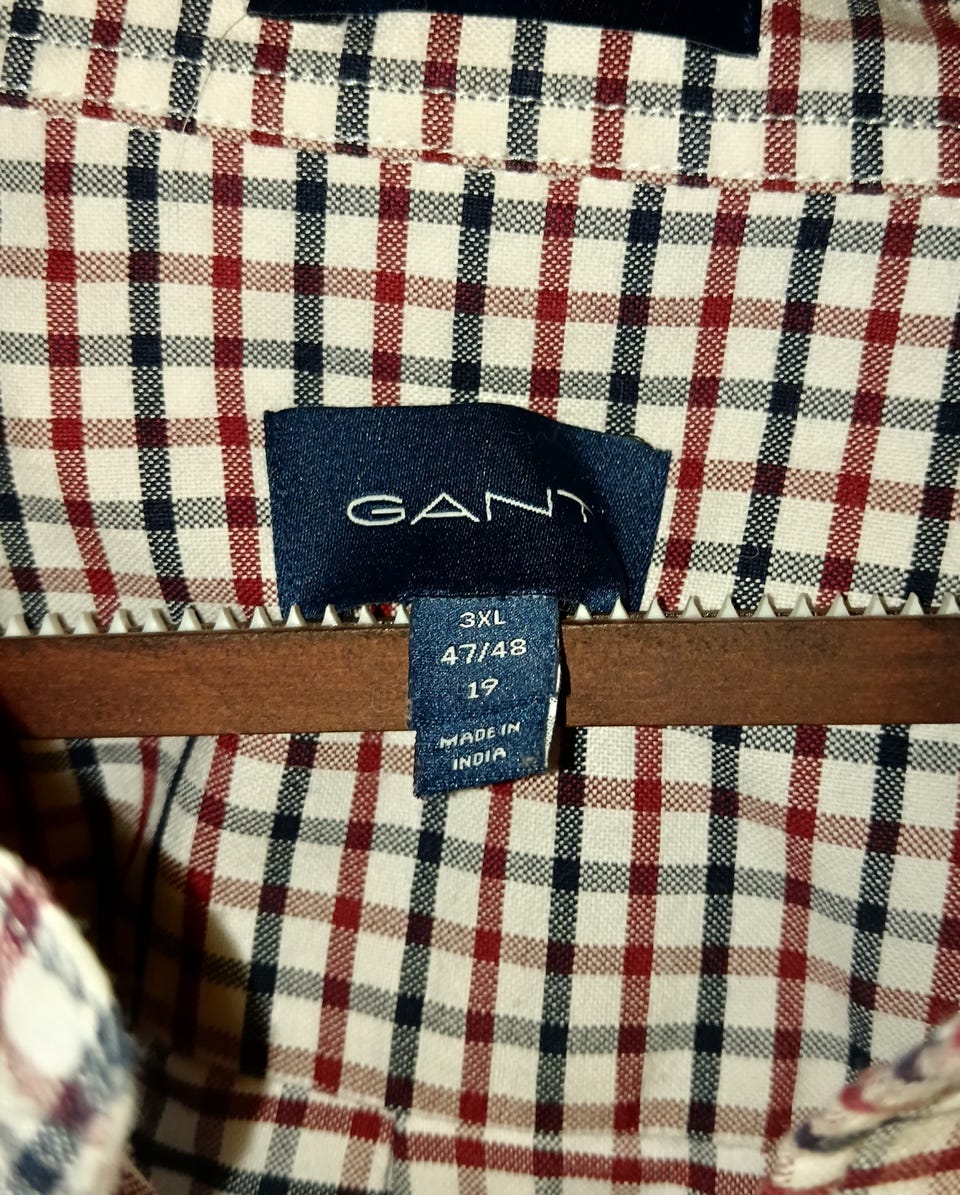 GANT
3XL
47/48
19
MADE IN
INDIA